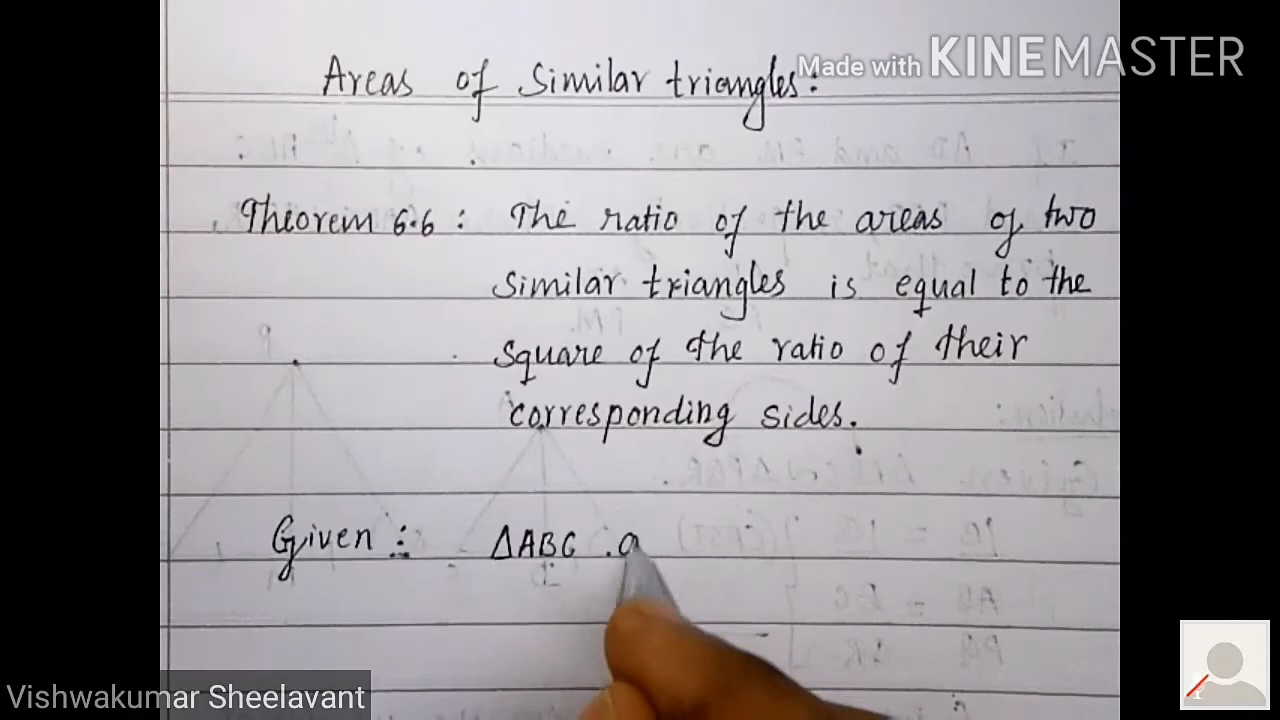 Made with KINEMASTER
Areas of Similar triangles:
Theorem 6.6 : The ratio of the areas of two
similar triangles is equal to the
square of the ratio of their
corresponding sides.
Given : ΔABC
Vishwakumar Sheelavant